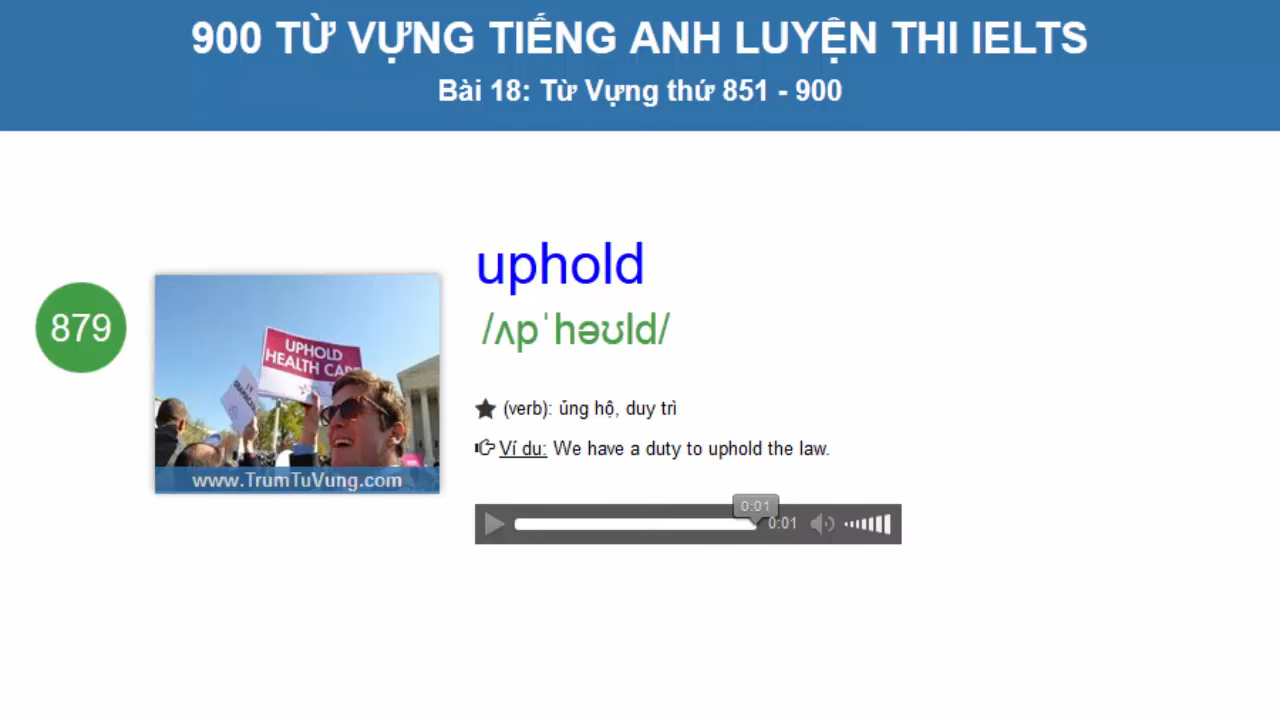 900 TỪ VỰNG TIẾNG ANH LUYỆN THI IELTS
Bài 18: Từ Vựng thứ 851 - 900
879
UPHOLD
HEALTH CARE
www.TrumTuVung.com
uphold
/ʌpˈhəʊld/
(verb): ủng hộ, duy trì
Ví du: We have a duty to uphold the law.
0:01
0:01